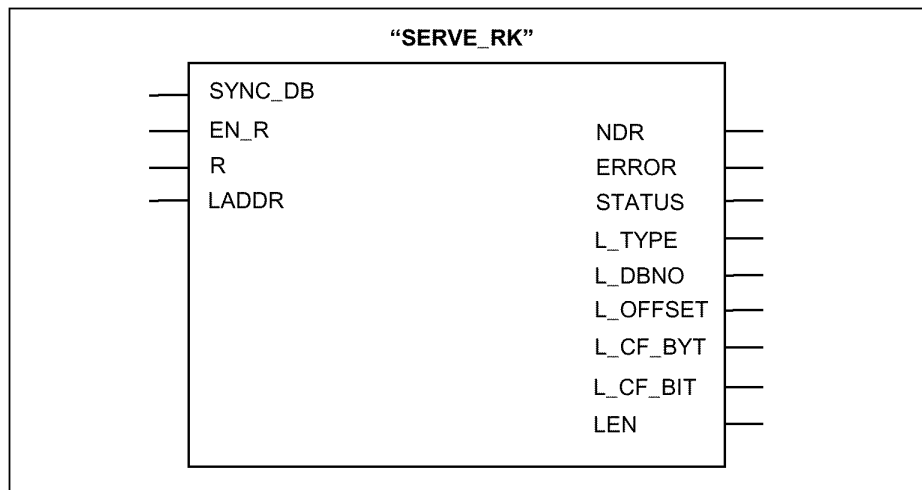 “SERVE_RK”
SYNC_DB
EN_R
R
LADDR
NDR
ERROR
STATUS
L_TYPE
L_DBNO
L_OFFSET
L_CF_BYT
L_CF_BIT
LEN